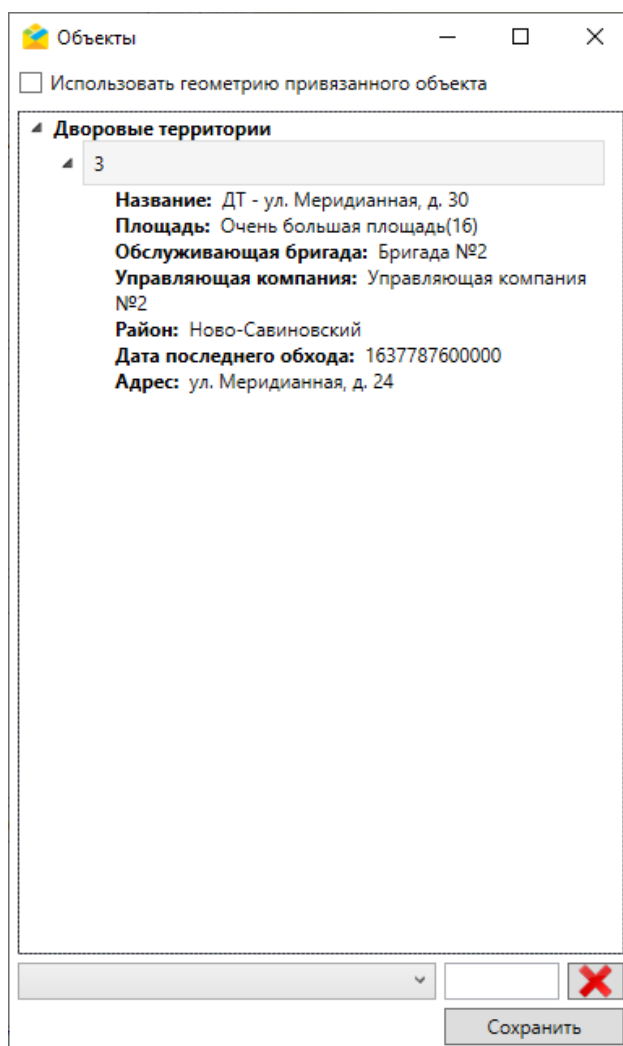 Объекты
Использовать геометрию привязанного объекта
Дворовые территории
3
Название: ДТ - ул. Меридианная, д. 30
Площадь: Очень большая площадь(16)
Обслуживающая бригада: Бригада №2
Управляющая компания: Управляющая компания
№2
Район: Ново-Савиновский
Дата последнего обхода: 1637787600000
Адрес: ул. Меридианная, д. 24
Сохранить